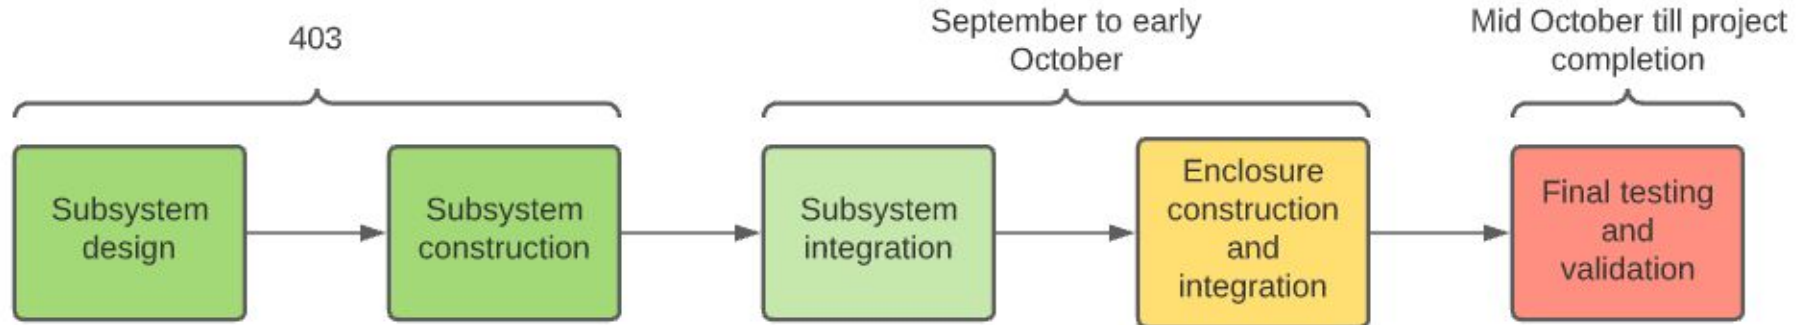 403
September to early
October
Mid October till project
completion
Subsystem
design
Subsystem
construction
Subsystem
integration
Enclosure
construction
and
integration
Final testing
and
validation